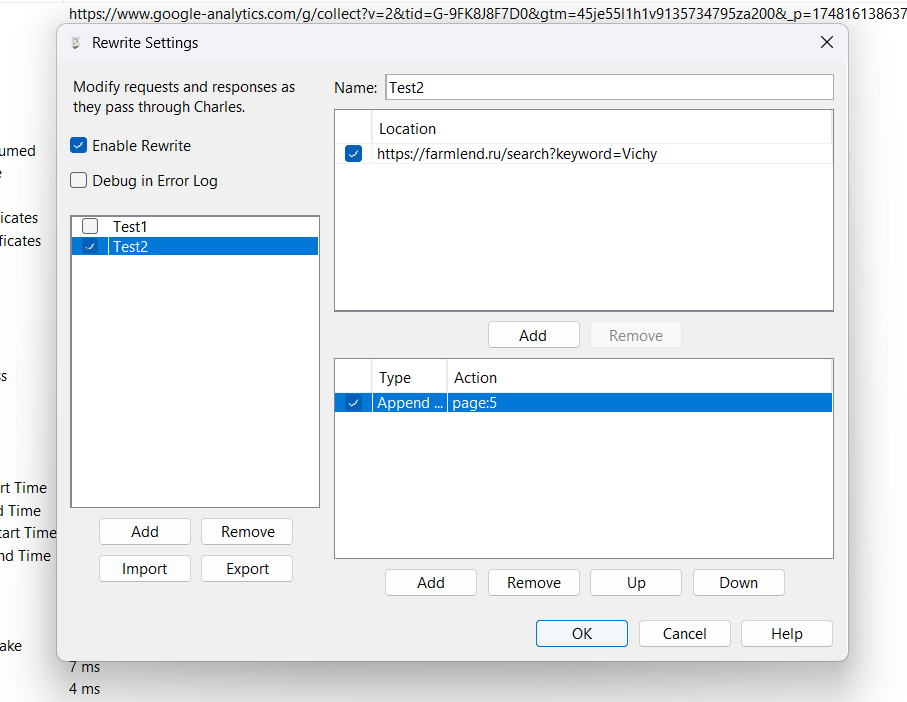 https://www.google-analytics.com/g/collect?v=2&tid=G-9FK8J8F7D0&gtm=45je55l1h1v9135734795za200&_p=174816138637
Rewrite Settings
Modify requests and responses as
they pass through Charles.
Enable Rewrite
Debug in Error Log
Test1
Test2
Add
Remove
Import
Export
Name:
Test2
Location
https://farmlend.ru/search?keyword=Vichy
Add
Remove
Type
Action
Append ...
page:5
Add
Remove
Up
Down
OK
Cancel
Help
umed
icates
ficates
rt Time
d Time
tart Time
nd Time
ake
7 ms
4 ms